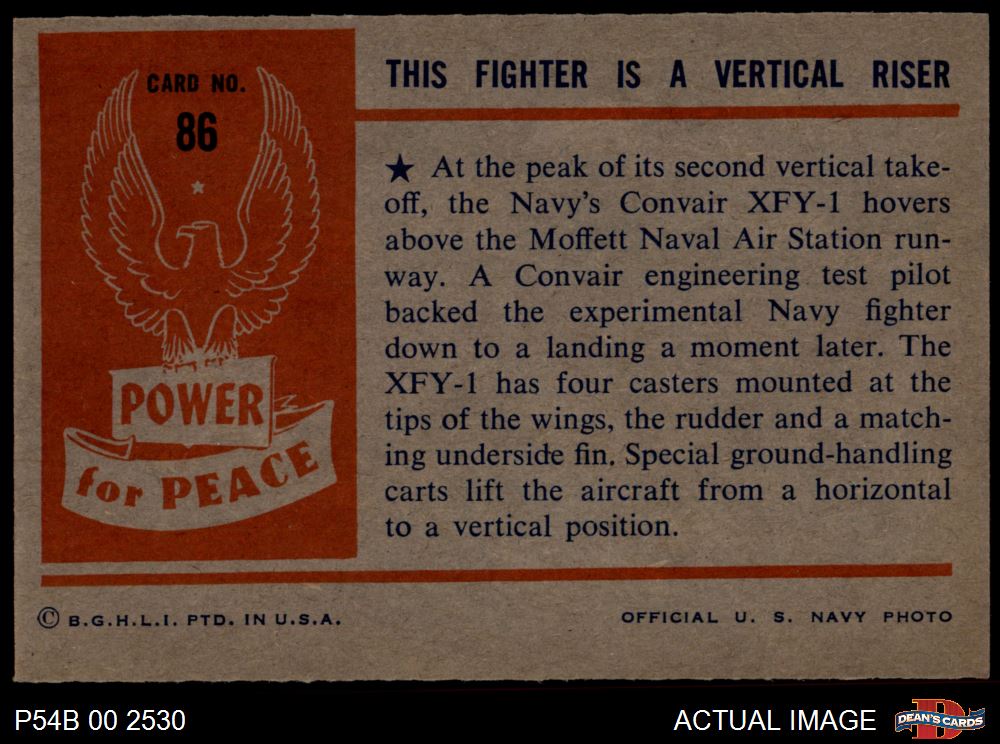 CARD NO.
86
POWER
for PEACE
THIS FIGHTER IS A VERTICAL RISER
★ At the peak of its second vertical take-
off, the Navy's Convair XFY-1 hovers
above the Moffett Naval Air Station run-
way. A Convair engineering test pilot
backed the experimental Navy fighter
down to a landing a moment later. The
XFY-1 has four casters mounted at the
tips of the wings, the rudder and a match-
ing underside fin. Special ground-handling
carts lift the aircraft from a horizontal
to a vertical position.
© B.G.H.L.I. PTD. IN U.S.A.
OFFICIAL U. S. NAVY PHOTO
P54B 00 2530
ACTUAL IMAGE
D
DEAN'S CARDS